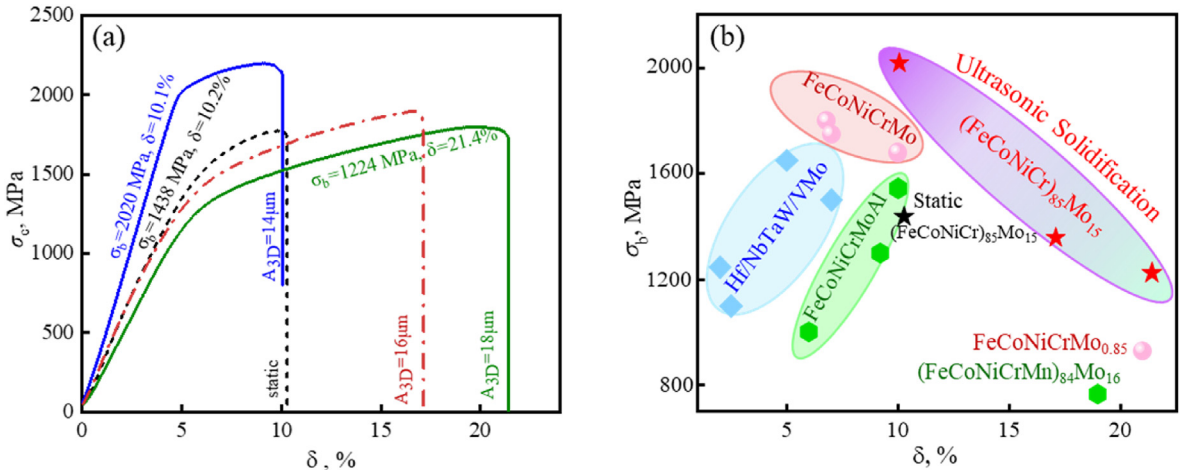 (a)
2500
2000
1500
1000
500
0
σc, MPa
σb=2020 MPa, δ=10.1%
σb=1438 MPa, δ=10.2%
σb=1224 MPa, δ=21.4%
A3D=14μm
static
A3D=16μm
A3D=18μm
0
5
10
15
20
δ , %
(b)
2000
1600
1200
800
σb, MPa
Ultrasonic Solidification
(FeCoNiCr)85Mo15
FeCoNiCrMo
Hf/NbTaW/VMo
FeCoNiCrMoAl
Static
(FeCoNiCr)85Mo15
FeCoNiCrMo0.85
(FeCoNiCrMn)84Mo16
5
10
15
20
δ, %